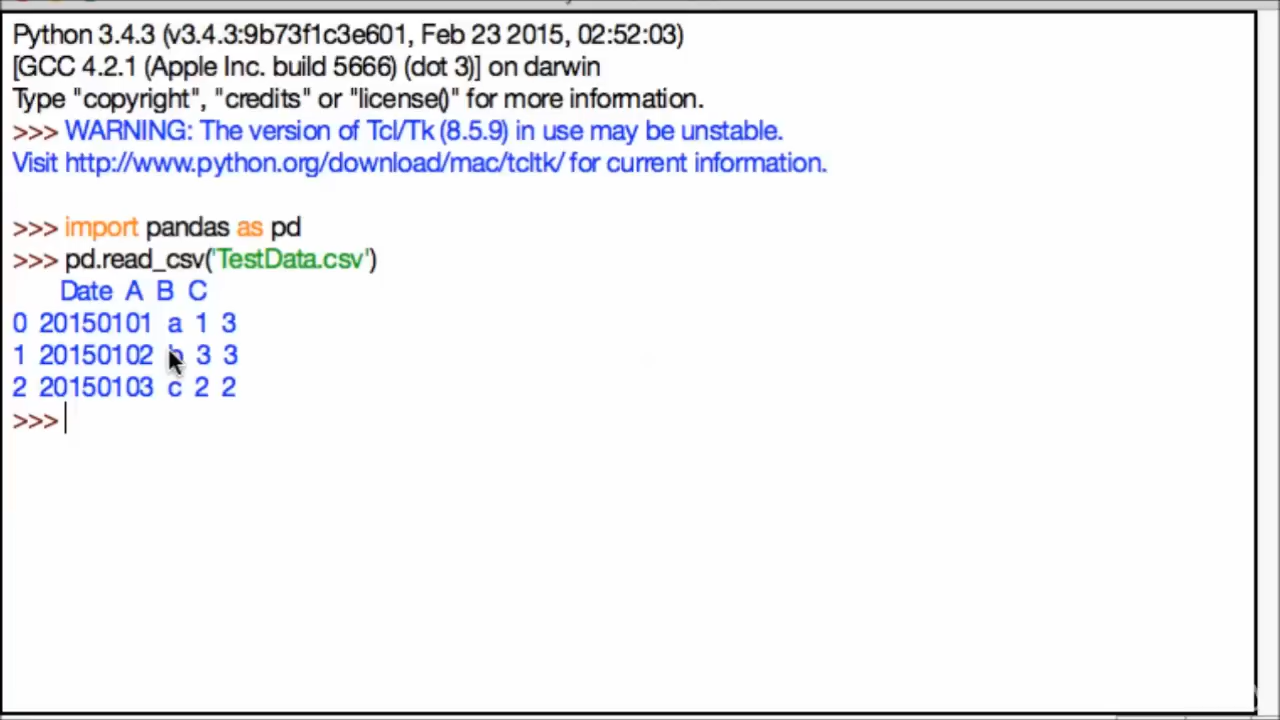 Python 3.4.3 (v3.4.3:9b73f1c3e601, Feb 23 2015, 02:52:03)
[GCC 4.2.1 (Apple Inc. build 5666) (dot 3)] on darwin
Type "copyright", "credits" or "license()" for more information.
>>> WARNING: The version of Tcl/Tk (8.5.9) in use may be unstable.
Visit http://www.python.org/download/mac/tcltk/ for current information.
>>> import pandas as pd
>>> pd.read_csv('TestData.csv')
Date A B C
0 20150101 a 1 3
1 20150102 b 3 3
2 20150103 c 2 2
>>>